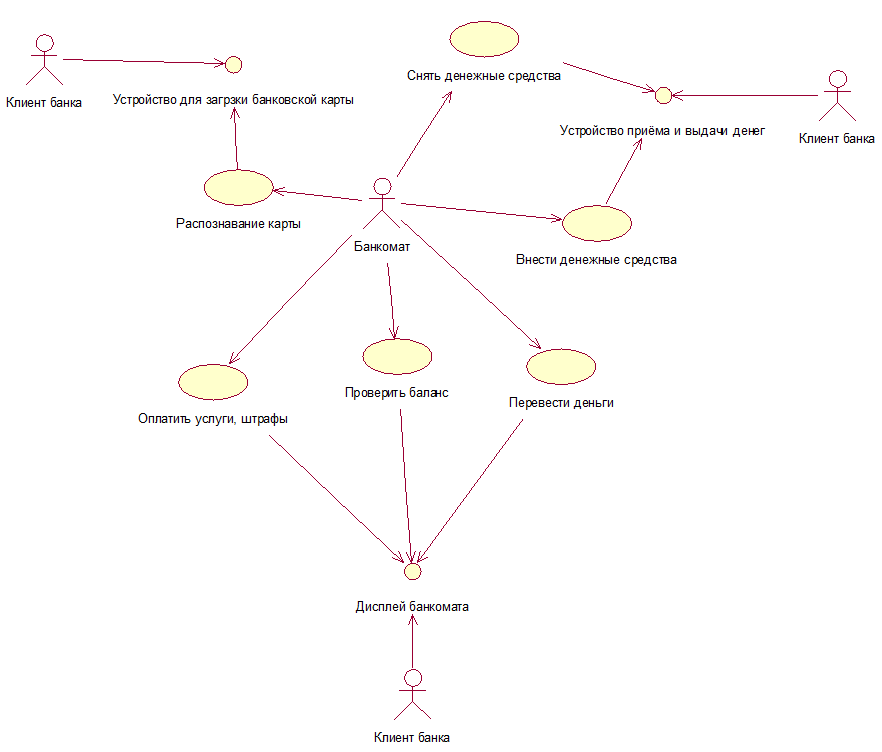 Снять денежные средства
Клиент банка
Устройство для загрзки банковской карты
Устройство приёма и выдачи денег
Клиент банка
Распознавание карты
Банкомат
Внести денежные средства
Проверить баланс
Перевести деньги
Оплатить услуги, штрафы
Дисплей банкомата
Клиент банка